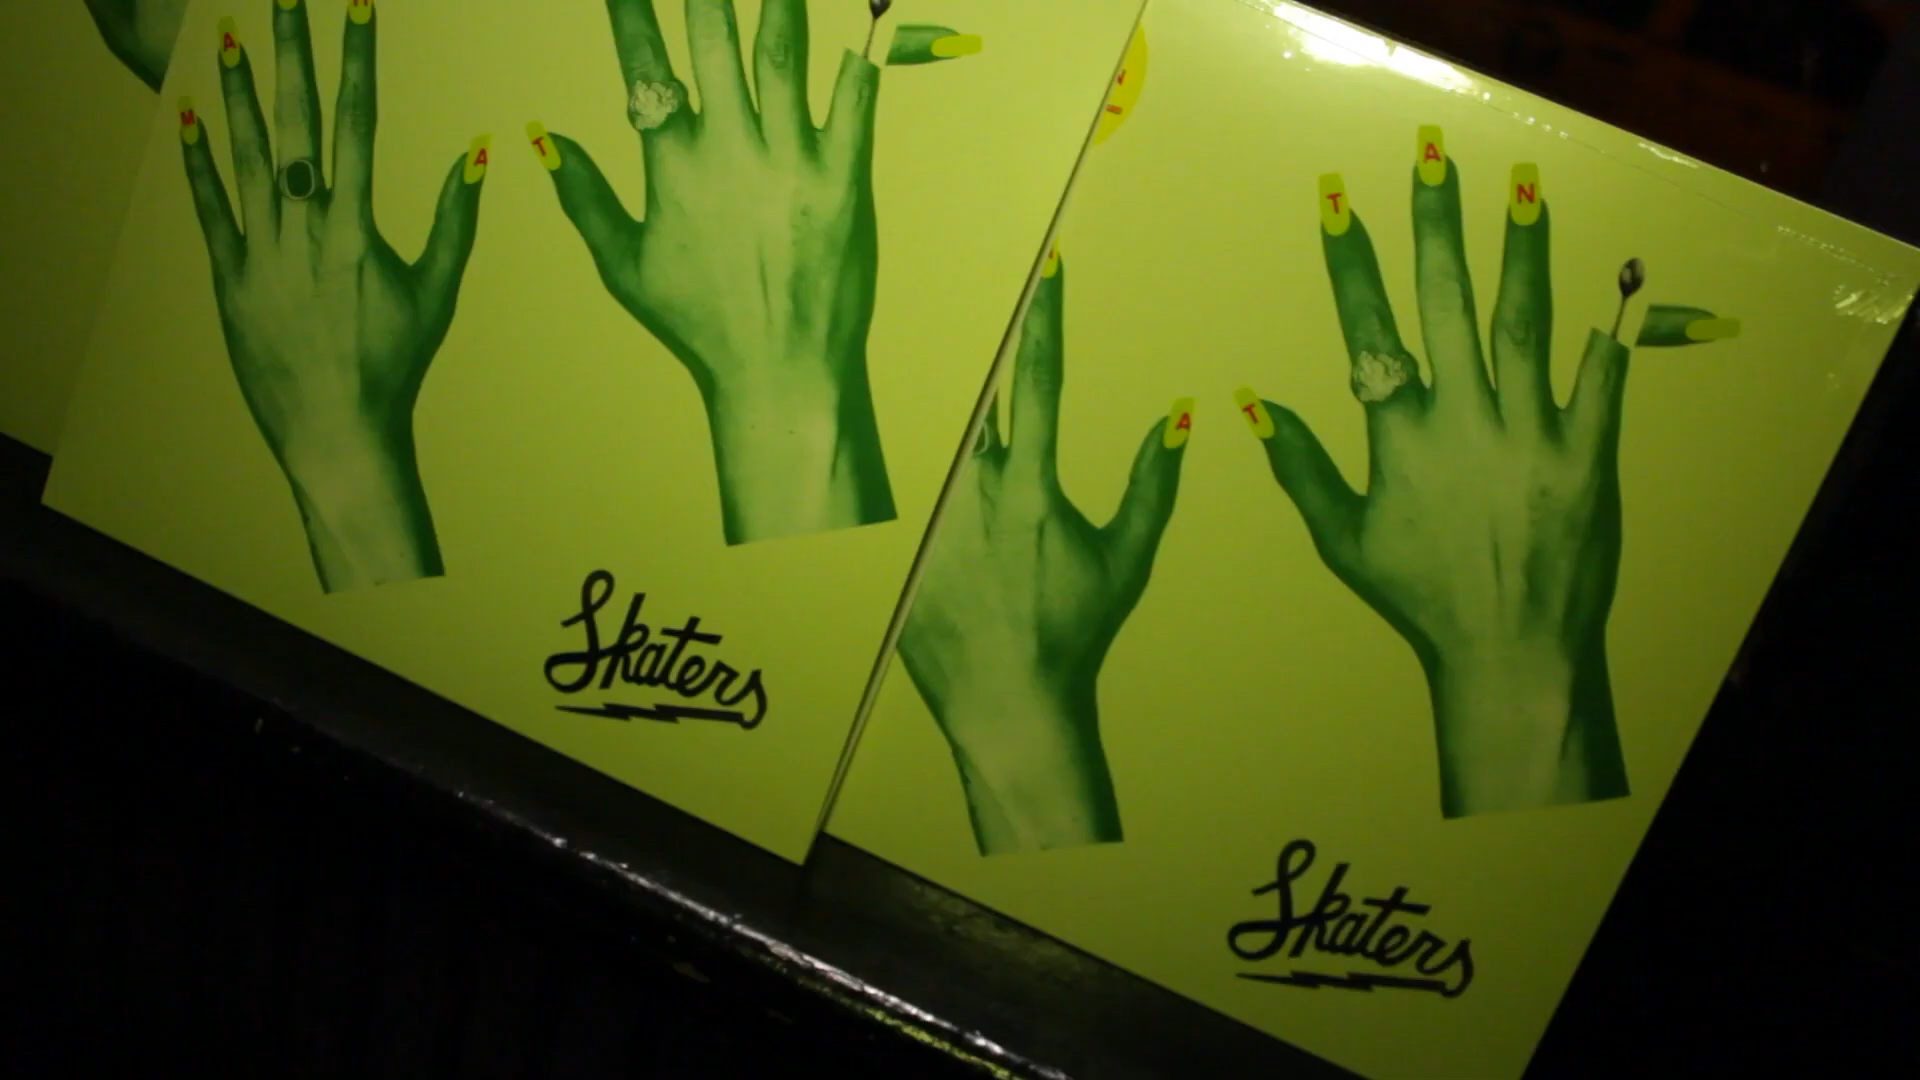 M A H A
T
Skaters
A
T T A N
Skaters